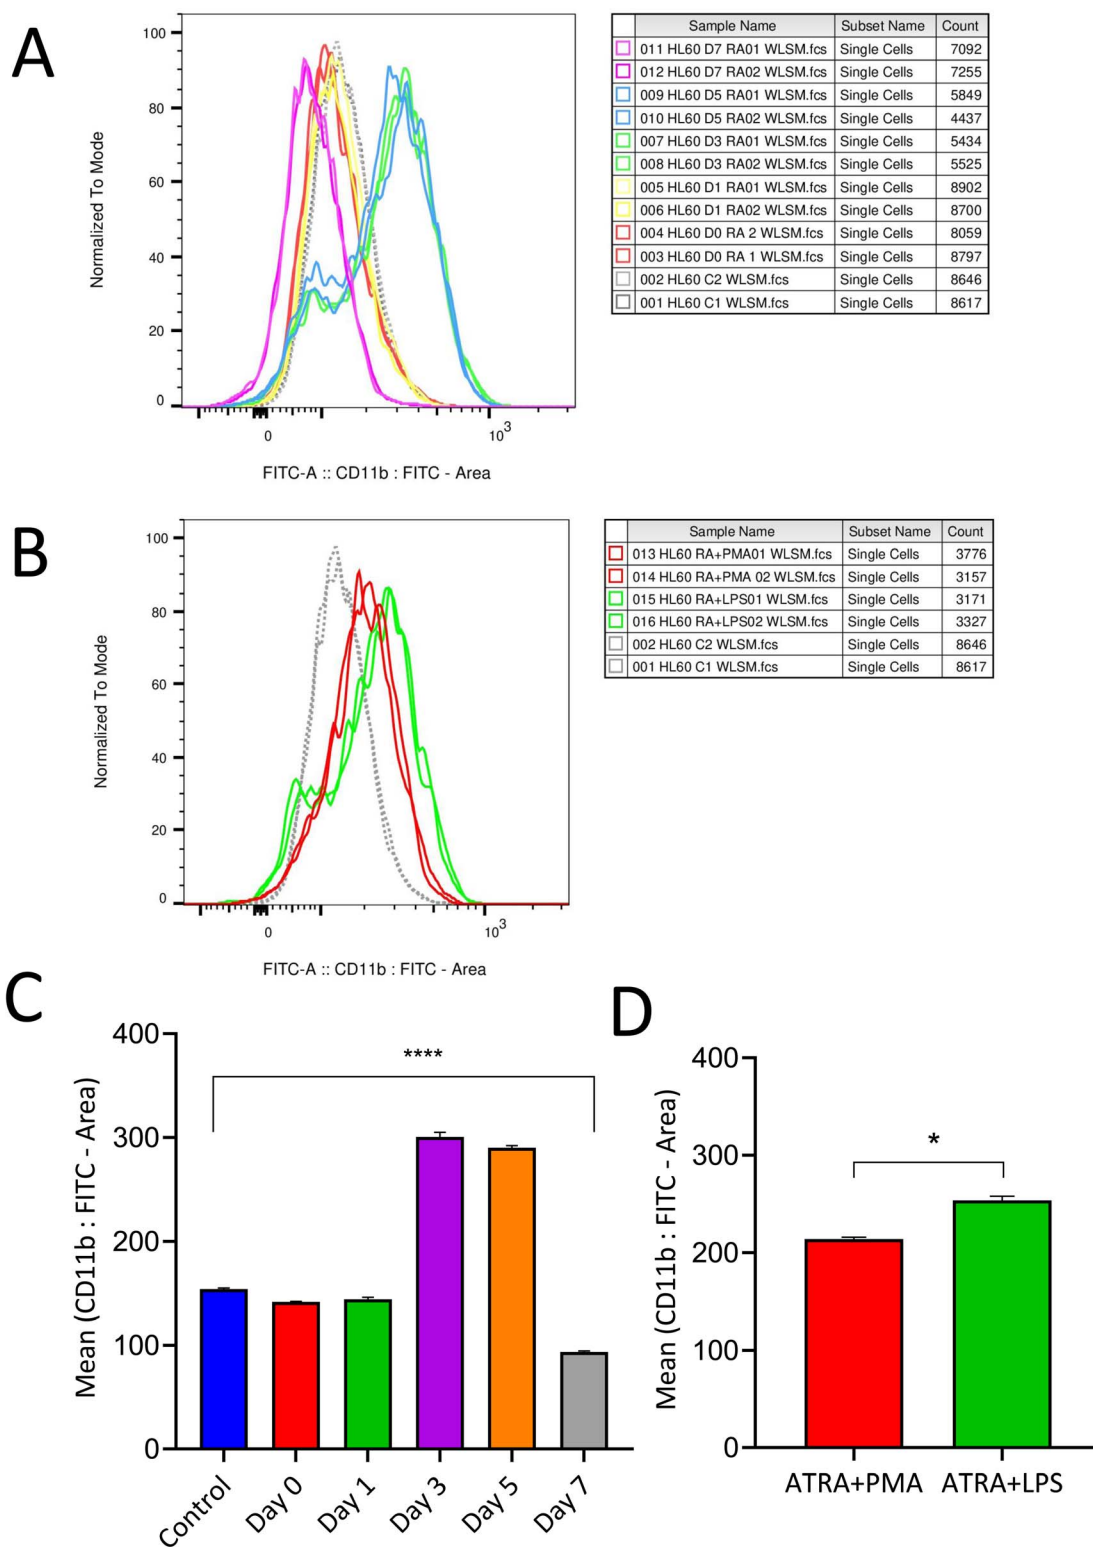 A
100
80
60
40
20
0
Normalized To Mode
0 10³
FITC-A :: CD11b : FITC - Area
Sample Name Subset Name Count
011 HL60 D7 RA01 WLSM.fcs Single Cells 7092
012 HL60 D7 RA02 WLSM.fcs Single Cells 7255
009 HL60 D5 RA01 WLSM.fcs Single Cells 5849
010 HL60 D5 RA02 WLSM.fcs Single Cells 4437
007 HL60 D3 RA01 WLSM.fcs Single Cells 5434
008 HL60 D3 RA02 WLSM.fcs Single Cells 5525
005 HL60 D1 RA01 WLSM.fcs Single Cells 8902
006 HL60 D1 RA02 WLSM.fcs Single Cells 8700
004 HL60 D0 RA 2 WLSM.fcs Single Cells 8059
003 HL60 D0 RA 1 WLSM.fcs Single Cells 8797
002 HL60 C2 WLSM.fcs Single Cells 8646
001 HL60 C1 WLSM.fcs Single Cells 8617
B
100
80
60
40
20
0
Normalized To Mode
0 10³
FITC-A :: CD11b : FITC - Area
Sample Name Subset Name Count
013 HL60 RA+PMA01 WLSM.fcs Single Cells 3776
014 HL60 RA+PMA 02 WLSM.fcs Single Cells 3157
015 HL60 RA+LPS01 WLSM.fcs Single Cells 3171
016 HL60 RA+LPS02 WLSM.fcs Single Cells 3327
002 HL60 C2 WLSM.fcs Single Cells 8646
001 HL60 C1 WLSM.fcs Single Cells 8617
C
400
300
200
100
0
Mean (CD11b : FITC - Area)
****
Control Day 0 Day 1 Day 3 Day 5 Day 7
D
400
300
200
100
0
Mean (CD11b : FITC - Area)
*
ATRA+PMA ATRA+LPS